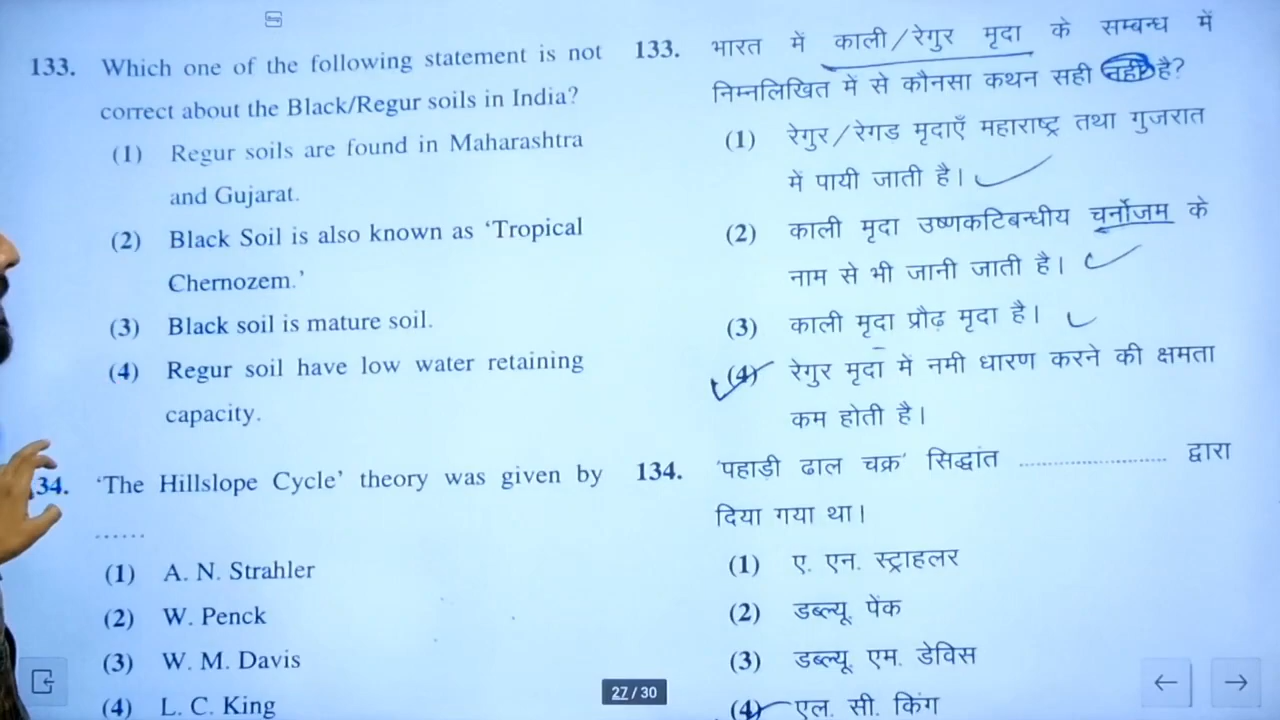 133. Which one of the following statement is not
correct about the Black/Regur soils in India?
(1) Regur soils are found in Maharashtra
and Gujarat.
(2) Black Soil is also known as ‘Tropical
Chernozem.’
(3) Black soil is mature soil.
(4) Regur soil have low water retaining
capacity.
34. ‘The Hillslope Cycle’ theory was given by
......
(1) A. N. Strahler
(2) W. Penck
(3) W. M. Davis
(4) L. C. King
133. भारत में काली/रेगुर मृदा के सम्बन्ध में
निम्नलिखित में से कौनसा कथन सही नहीं है?
(1) रेगुर/रेगड मृदाएँ महाराष्ट्र तथा गुजरात
में पायी जाती है।
(2) काली मृदा उष्णकटिबन्धीय चर्नोजम के
नाम से भी जानी जाती है।
(3) काली मृदा प्रौढ़ मृदा है।
(4) रेगुर मृदा में नमी धारण करने की क्षमता
कम होती है।
134. ‘पहाड़ी ढाल चक्र’ सिद्धांत ........................ द्वारा
दिया गया था।
(1) ए. एन. स्ट्राहलर
(2) डब्ल्यू. पेंक
(3) डब्ल्यू. एम. डेविस
(4) एल. सी. किंग
27 / 30